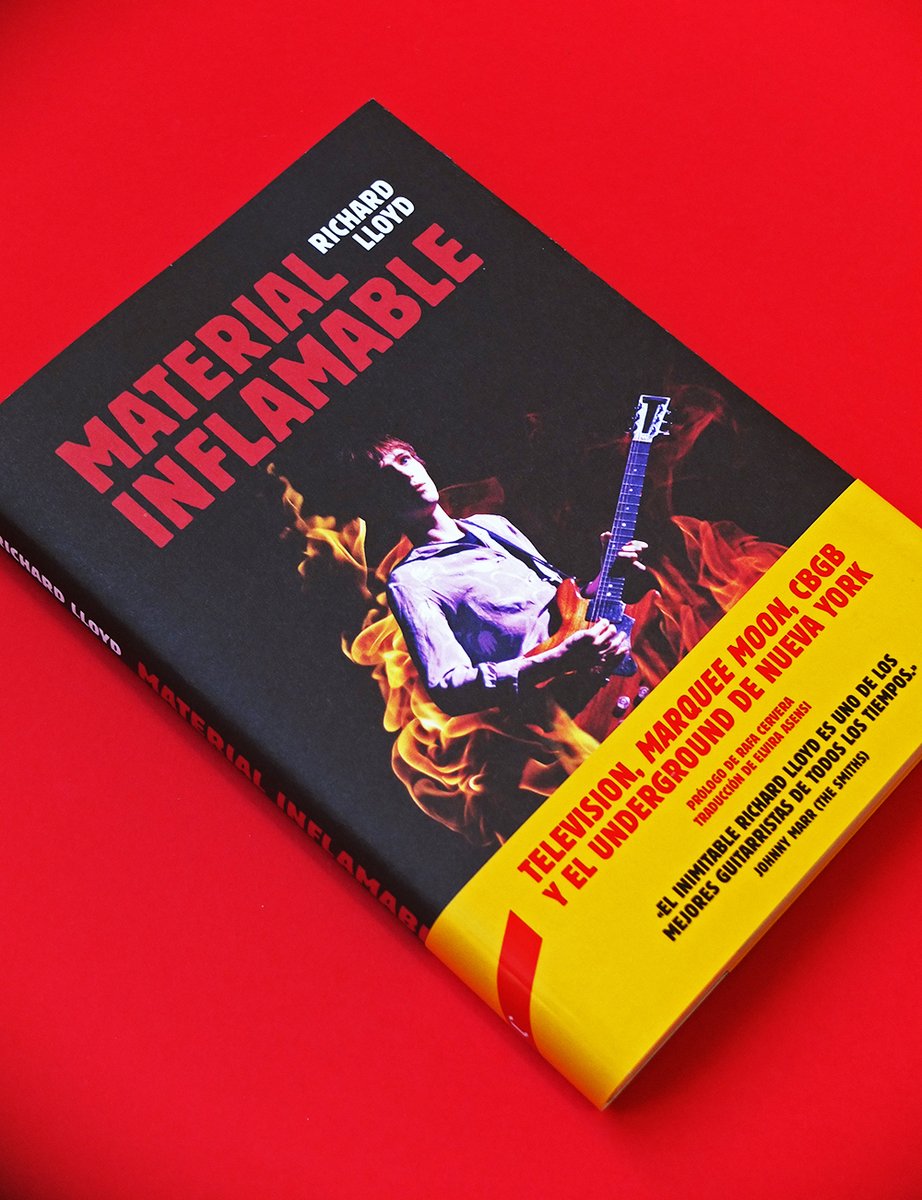 RICHARD
LLOYD
MATERIAL
INFLAMABLE
TELEVISION, MARQUEE MOON, CBGB
Y EL UNDERGROUND DE NUEVA YORK
PRÓLOGO DE RAFA CERVERA
TRADUCCIÓN DE ELVIRA ASENSI
«EL INIMITABLE RICHARD LLOYD ES UNO DE LOS
MEJORES GUITARRISTAS DE TODOS LOS TIEMPOS.»
JOHNNY MARR (THE SMITHS)
RICHARD LLOYD MATERIAL INFLAMABL